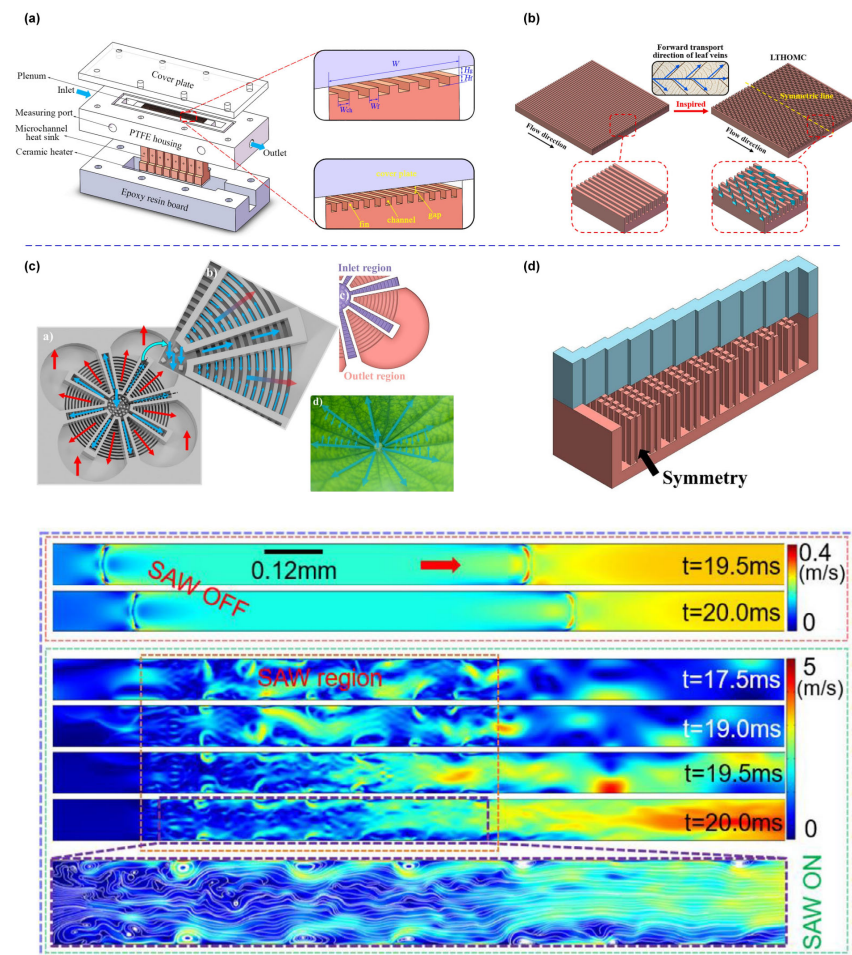 (a)
Cover plate
Plenum
Inlet
Measuring port
Microchannel
heat sink
Ceramic heater
PTFE housing
Outlet
Epoxy resin board
W
Hg
Hf
Wch
Wf
Cover plate
fin
channel
gap
(b)
Forward transport
direction of leaf veins
LTHOMC
Symmetric line
Inspired
Flow direction
Flow direction
(c)
a)
b)
Inlet region
c)
Outlet region
d)
(d)
Symmetry
SAW OFF
0.12mm
t=19.5ms
t=20.0ms
0.4
(m/s)
0
SAW region
t=17.5ms
t=19.0ms
t=19.5ms
t=20.0ms
5
(m/s)
0
SAW ON